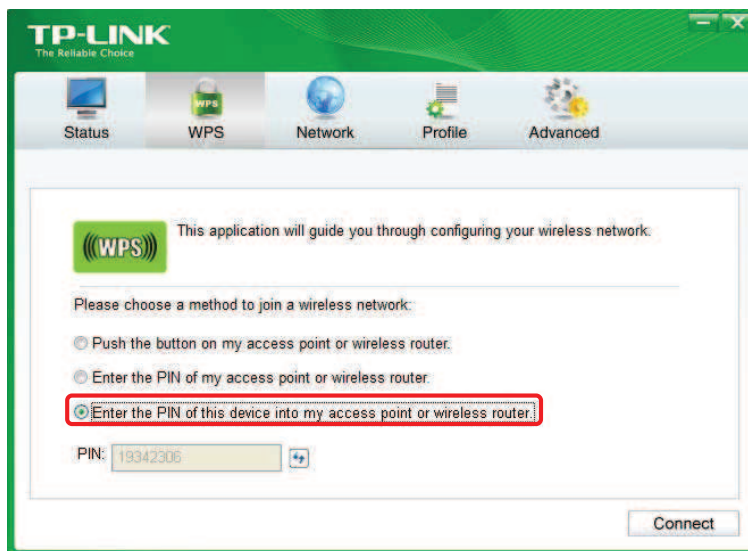 TP-LINK
The Reliable Choice
WPS
Status WPS Network Profile Advanced
((WPS)) This application will guide you through configuring your wireless network.
Please choose a method to join a wireless network:
Push the button on my access point or wireless router.
Enter the PIN of my access point or wireless router.
Enter the PIN of this device into my access point or wireless router.
PIN: 19342306
Connect